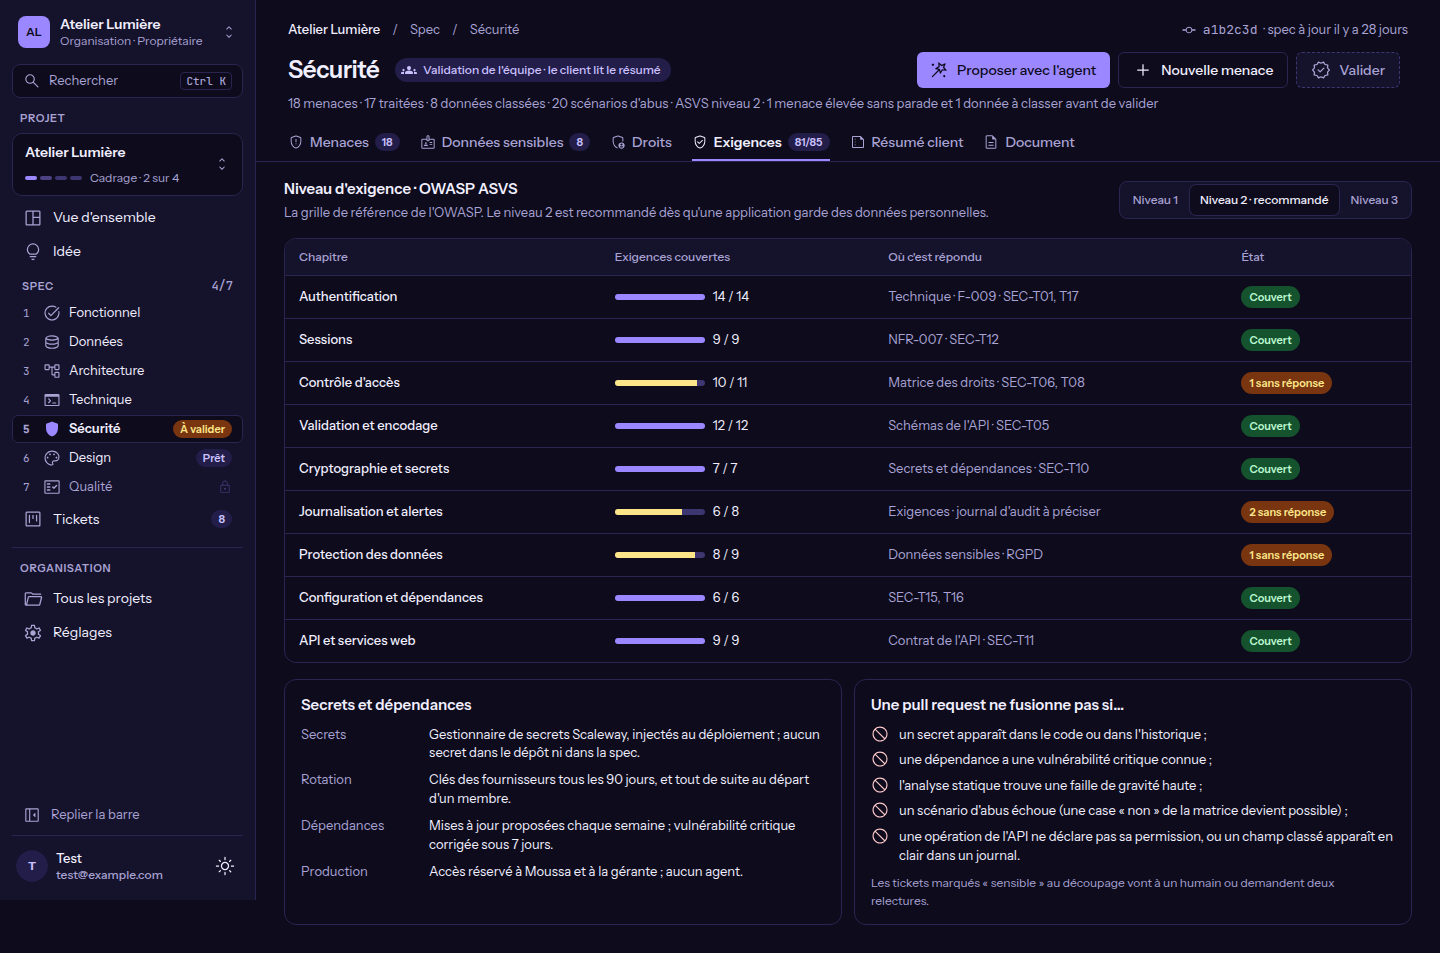 AL
Atelier Lumière
Organisation · Propriétaire
Rechercher
Ctrl K
PROJET
Atelier Lumière
Cadrage · 2 sur 4
Vue d'ensemble
Idée
SPEC 4/7
1 Fonctionnel
2 Données
3 Architecture
4 Technique
5 Sécurité À valider
6 Design Prêt
7 Qualité
Tickets 8
ORGANISATION
Tous les projets
Réglages
Replier la barre
T
Test
test@example.com
Atelier Lumière / Spec / Sécurité
a1b2c3d · spec à jour il y a 28 jours
Sécurité
Validation de l'équipe · le client lit le résumé
Proposer avec l'agent
Nouvelle menace
Valider
18 menaces · 17 traitées · 8 données classées · 20 scénarios d'abus · ASVS niveau 2 · 1 menace élevée sans parade et 1 donnée à classer avant de valider
Menaces 18
Données sensibles 8
Droits
Exigences 81/85
Résumé client
Document
Niveau d'exigence · OWASP ASVS
La grille de référence de l'OWASP. Le niveau 2 est recommandé dès qu'une application garde des données personnelles.
Niveau 1
Niveau 2 · recommandé
Niveau 3
Chapitre Exigences couvertes Où c'est répondu État
Authentification 14 / 14 Technique · F-009 · SEC-T01, T17 Couvert
Sessions 9 / 9 NFR-007 · SEC-T12 Couvert
Contrôle d'accès 10 / 11 Matrice des droits · SEC-T06, T08 1 sans réponse
Validation et encodage 12 / 12 Schémas de l'API · SEC-T05 Couvert
Cryptographie et secrets 7 / 7 Secrets et dépendances · SEC-T10 Couvert
Journalisation et alertes 6 / 8 Exigences · journal d'audit à préciser 2 sans réponse
Protection des données 8 / 9 Données sensibles · RGPD 1 sans réponse
Configuration et dépendances 6 / 6 SEC-T15, T16 Couvert
API et services web 9 / 9 Contrat de l'API · SEC-T11 Couvert
Secrets et dépendances
Secrets Gestionnaire de secrets Scaleway, injectés au déploiement ; aucun
secret dans le dépôt ni dans la spec.
Rotation Clés des fournisseurs tous les 90 jours, et tout de suite au départ
d'un membre.
Dépendances Mises à jour proposées chaque semaine ; vulnérabilité critique
corrigée sous 7 jours.
Production Accès réservé à Moussa et à la gérante ; aucun agent.
Une pull request ne fusionne pas si…
un secret apparaît dans le code ou dans l'historique ;
une dépendance a une vulnérabilité critique connue ;
l'analyse statique trouve une faille de gravité haute ;
un scénario d'abus échoue (une case « non » de la matrice devient possible) ;
une opération de l'API ne déclare pas sa permission, ou un champ classé apparaît en
clair dans un journal.
Les tickets marqués « sensible » au découpage vont à un humain ou demandent deux
relectures.